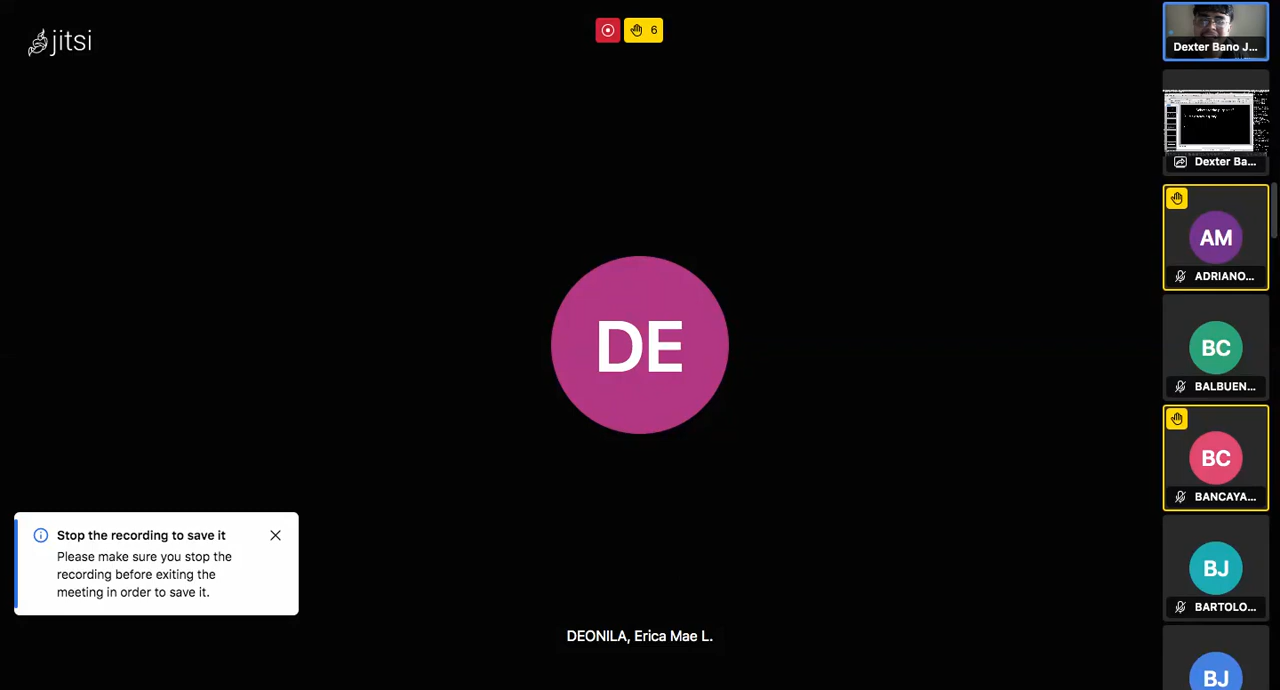 jitsi
6
DE
DEONILA, Erica Mae L.
Stop the recording to save it
Please make sure you stop the
recording before exiting the
meeting in order to save it.
Dexter Bano J...
Dexter Ba...
AM
ADRIANO...
BC
BALBUEN...
BC
BANCAYA...
BJ
BARTOLO...
BJ